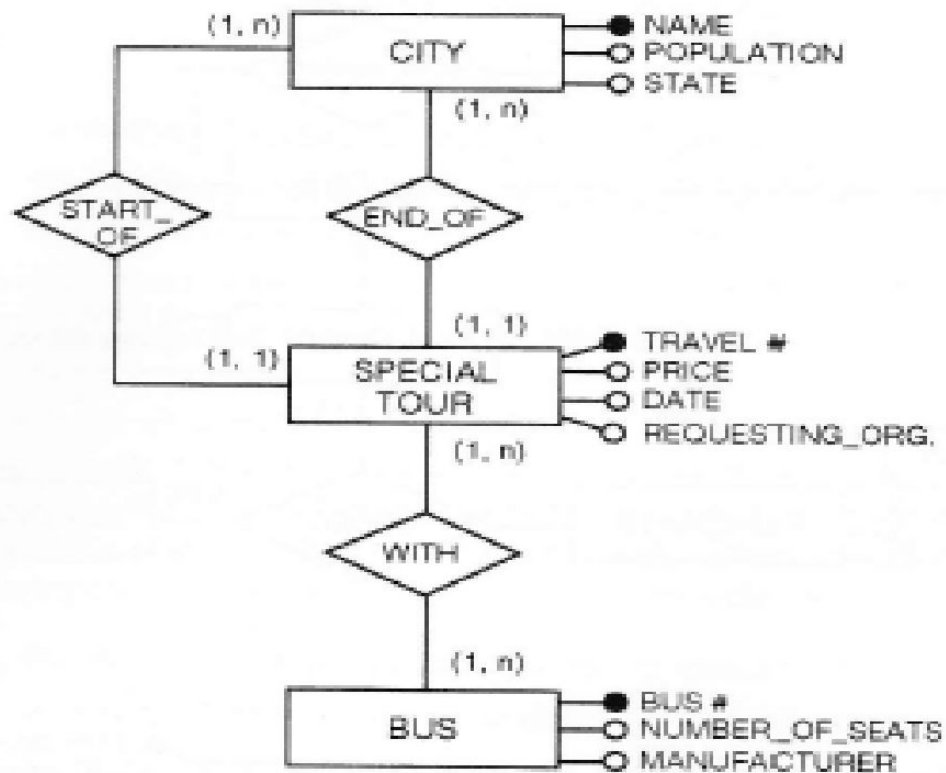 (1, n)
CITY
NAME
POPULATION
STATE
(1, n)
START_
OF
END_OF
(1, 1)
(1, 1)
SPECIAL
TOUR
TRAVEL #
PRICE
DATE
REQUESTING_ORG.
(1, n)
WITH
(1, n)
BUS
BUS #
NUMBER_OF_SEATS
MANUFACTURER